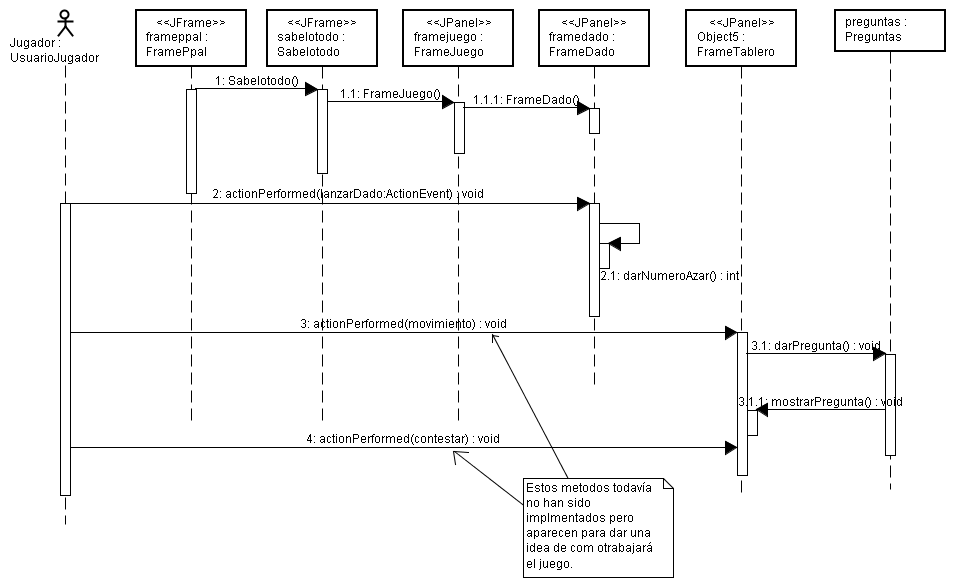 Jugador :
UsuarioJugador
<<JFrame>>
frameppal :
FramePpal
<<JFrame>>
sabelotodo :
Sabelotodo
<<JPanel>>
framejuego :
FrameJuego
<<JPanel>>
framedado :
FrameDado
<<JPanel>>
Object5 :
FrameTablero
preguntas :
Preguntas
1: Sabelotodo()
1.1: FrameJuego()
1.1.1: FrameDado()
2: actionPerformed(lanzarDado:ActionEvent) : void
2.1: darNumeroAzar() : int
3: actionPerformed(movimiento) : void
3.1: darPregunta() : void
3.1.1: mostrarPregunta() : void
4: actionPerformed(contestar) : void
Estos metodos todavía
no han sido
implmentados pero
aparecen para dar una
idea de com otrabajará
el juego.